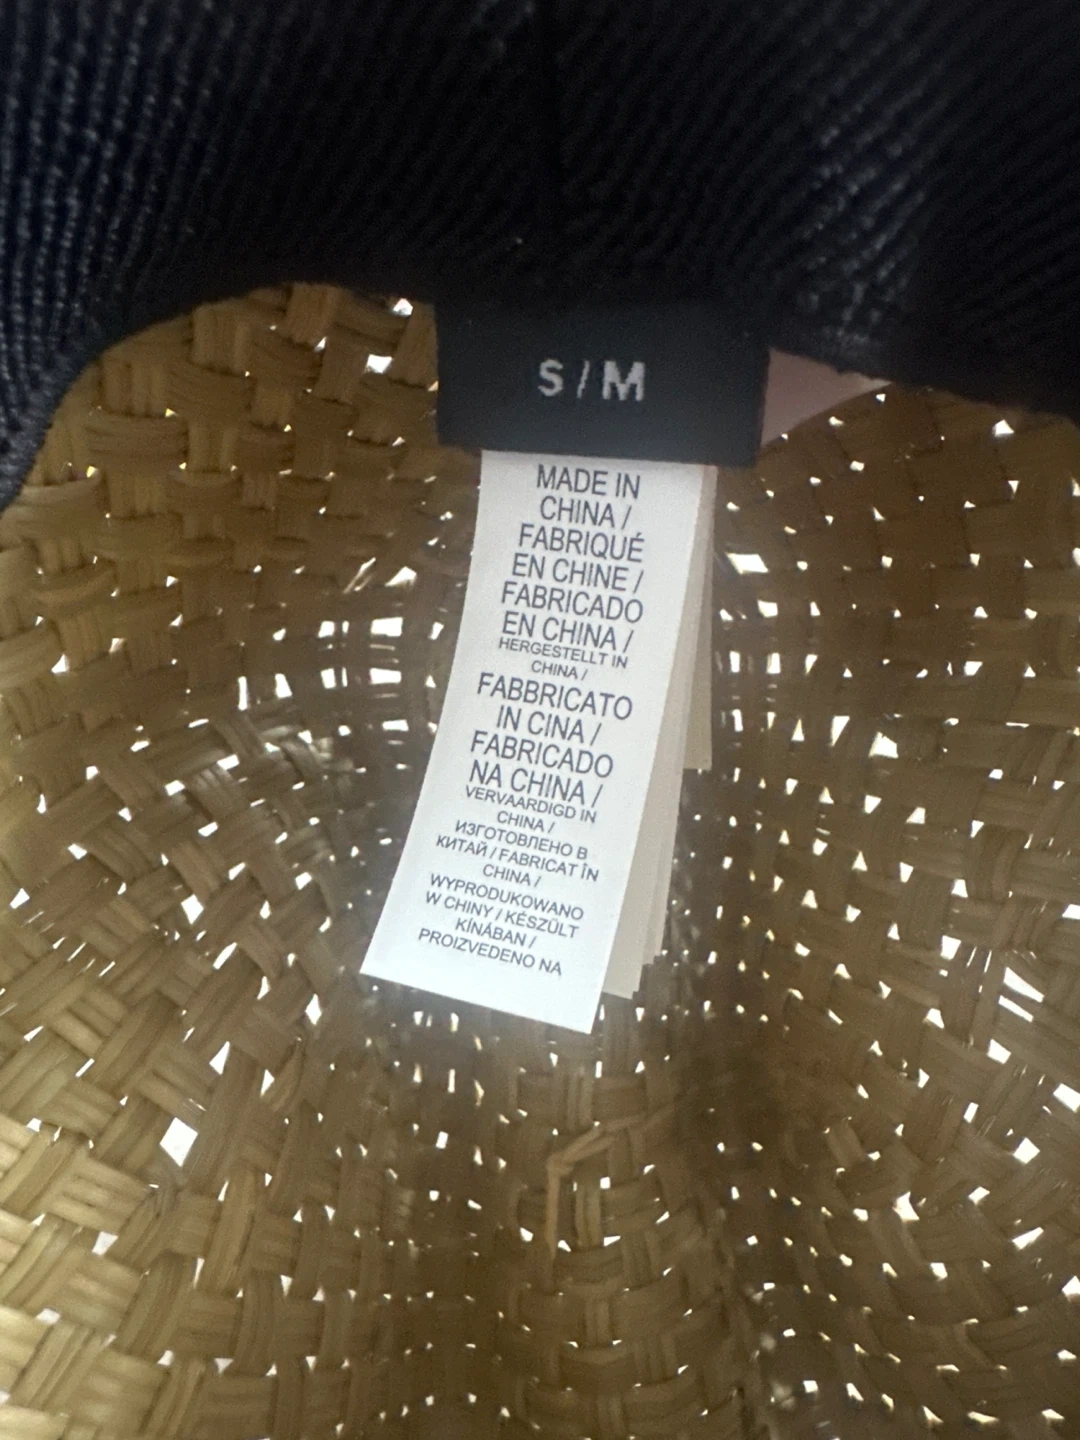 S / M
MADE IN
CHINA /
FABRIQUÉ
EN CHINE /
FABRICADO
EN CHINA /
HERGESTELLT IN
CHINA /
FABBRICATO
IN CINA /
FABRICADO
NA CHINA /
VERVAARDIGD IN
CHINA /
ИЗГОТОВЛЕНО В
КИТАЙ / FABRICAT ÎN
CHINA /
WYPRODUKOWANO
W CHINY / KÉSZÜLT
KÍNÁBAN /
PROIZVEDENO NA